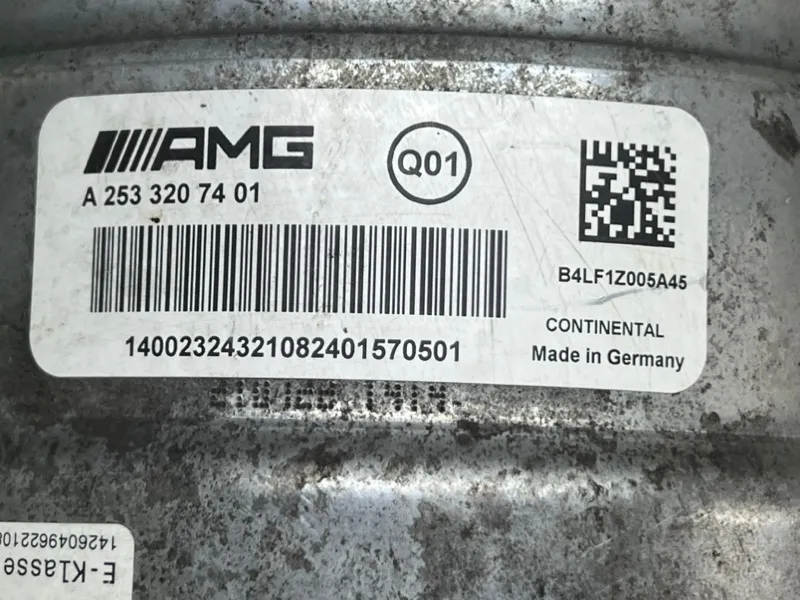 AMG
Q01
A 253 320 74 01
B4LF1Z005A45
14002324321082401570501
CONTINENTAL
Made in Germany
E-Klasse